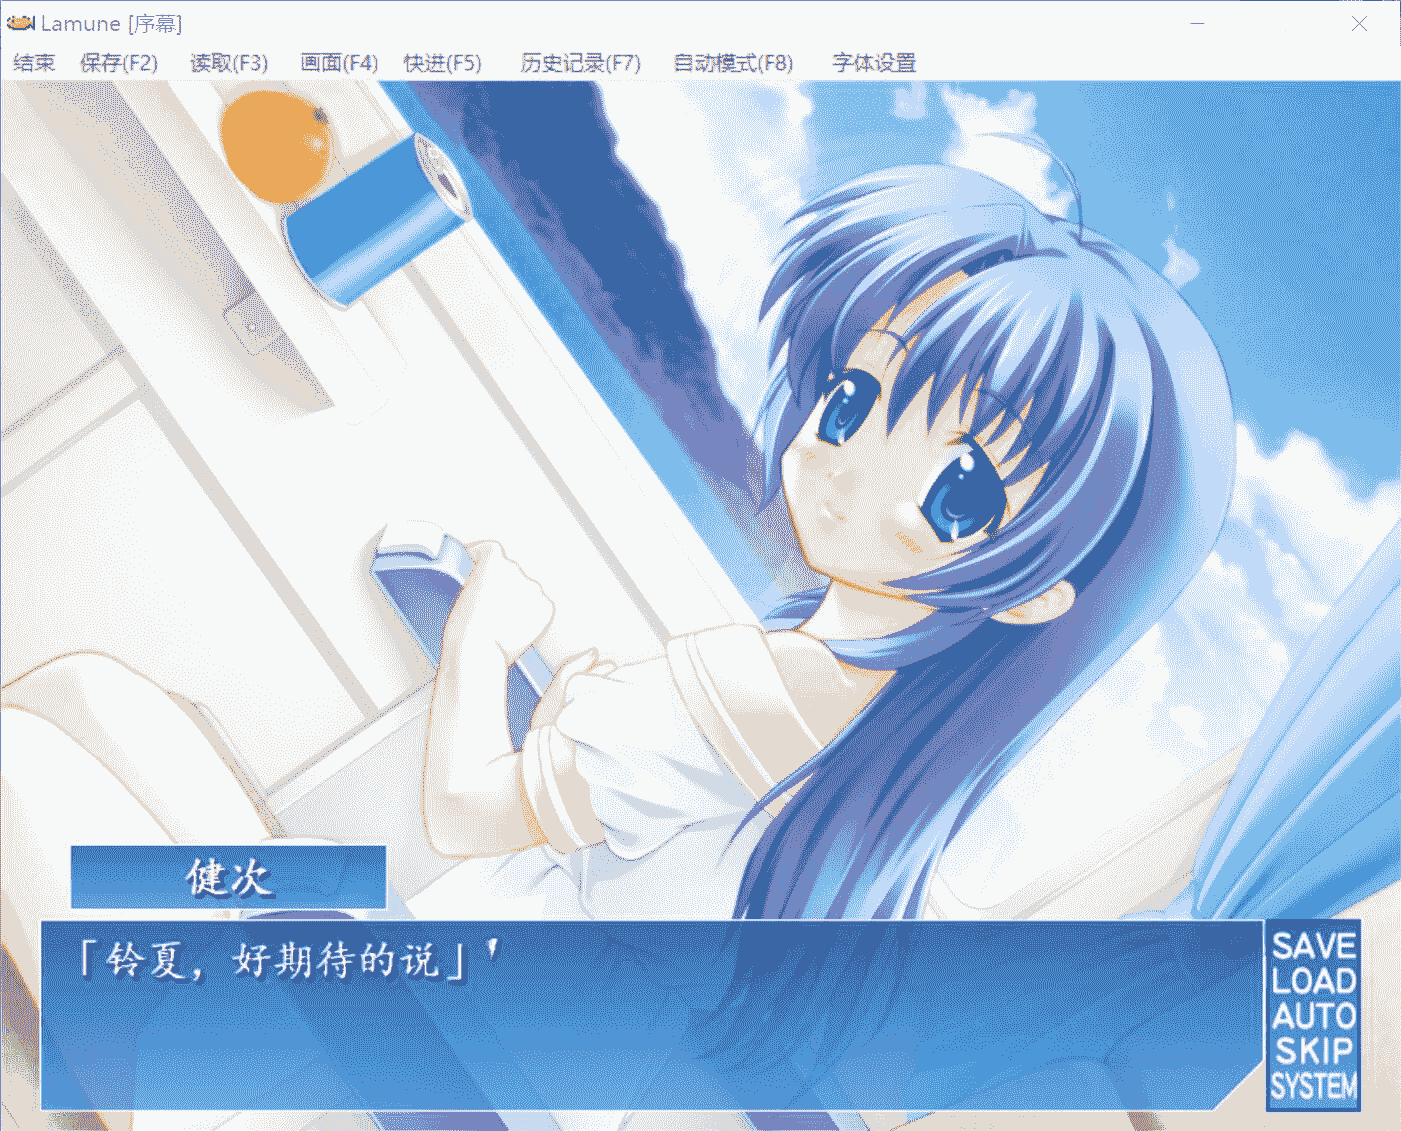 Lamune [序幕]
结束 保存(F2) 读取(F3) 画面(F4) 快进(F5) 历史记录(F7) 自动模式(F8) 字体设置
健次
「铃夏，好期待的说」
SAVE
LOAD
AUTO
SKIP
SYSTEM